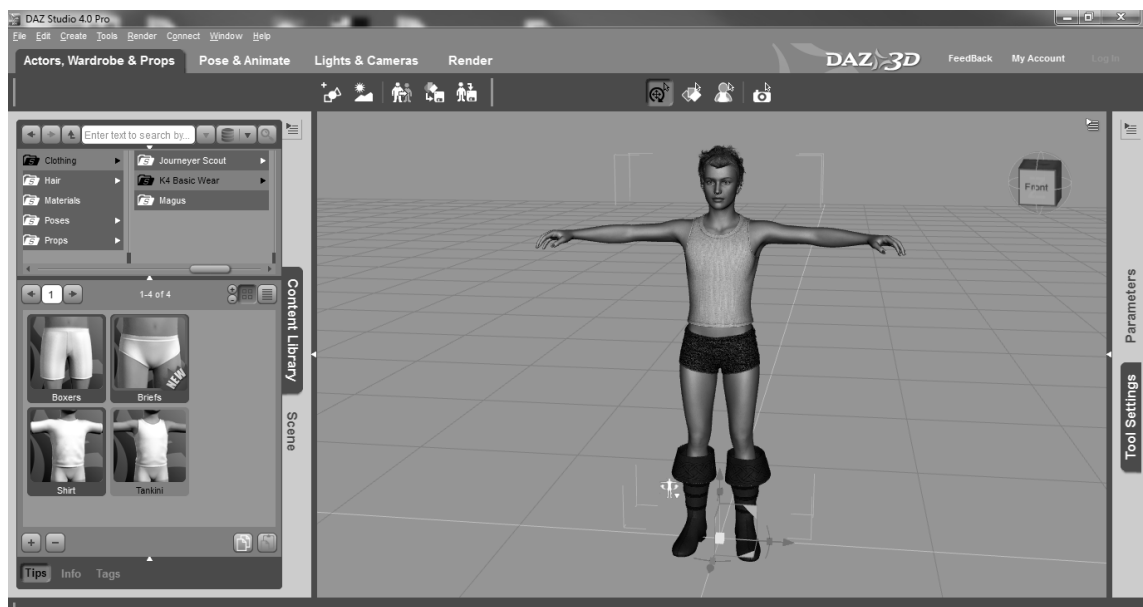 DAZ Studio 4.0 Pro
File Edit Create Tools Render Connect Window Help
Actors, Wardrobe & Props Pose & Animate Lights & Cameras Render
DAZ 3D FeedBack My Account Log In
Enter text to search by...
Clothing
Hair
Materials
Poses
Props
Journeyer Scout
K4 Basic Wear
Magus
1 1-4 of 4
Boxers Briefs
NEW
Shirt Tankini
Tips Info Tags
Content Library
Scene
Front
Parameters
Tool Settings